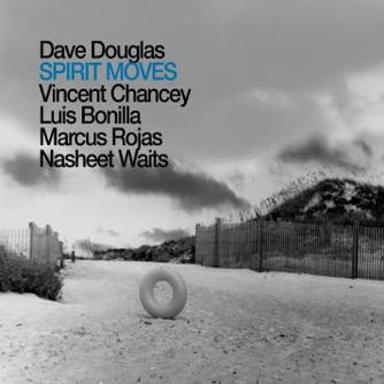 Dave Douglas
SPIRIT MOVES
Vincent Chancey
Luis Bonilla
Marcus Rojas
Nasheet Waits